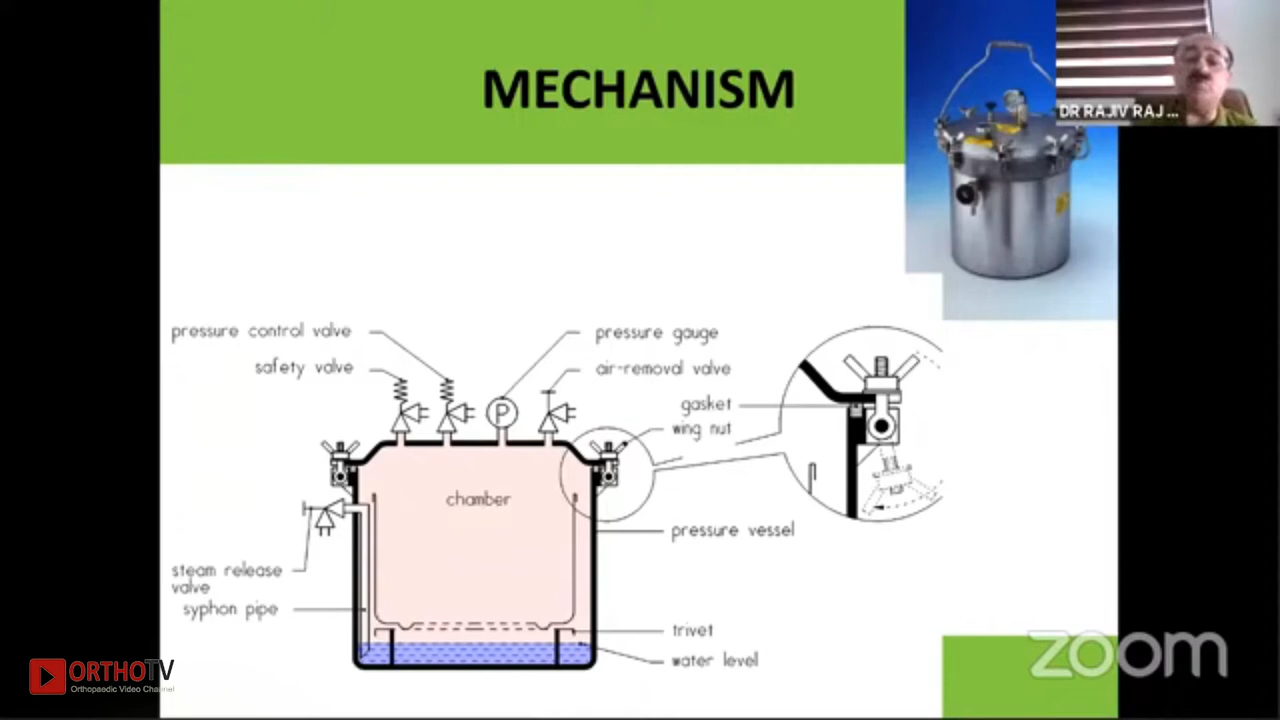 MECHANISM
DR RAJIV RAJ ...
pressure control valve
safety valve
pressure gauge
air-removal valve
P
gasket
wing nut
chamber
pressure vessel
steam release
valve
syphon pipe
trivet
water level
ORTHOTV
Orthopaedic Video Channel
zoom